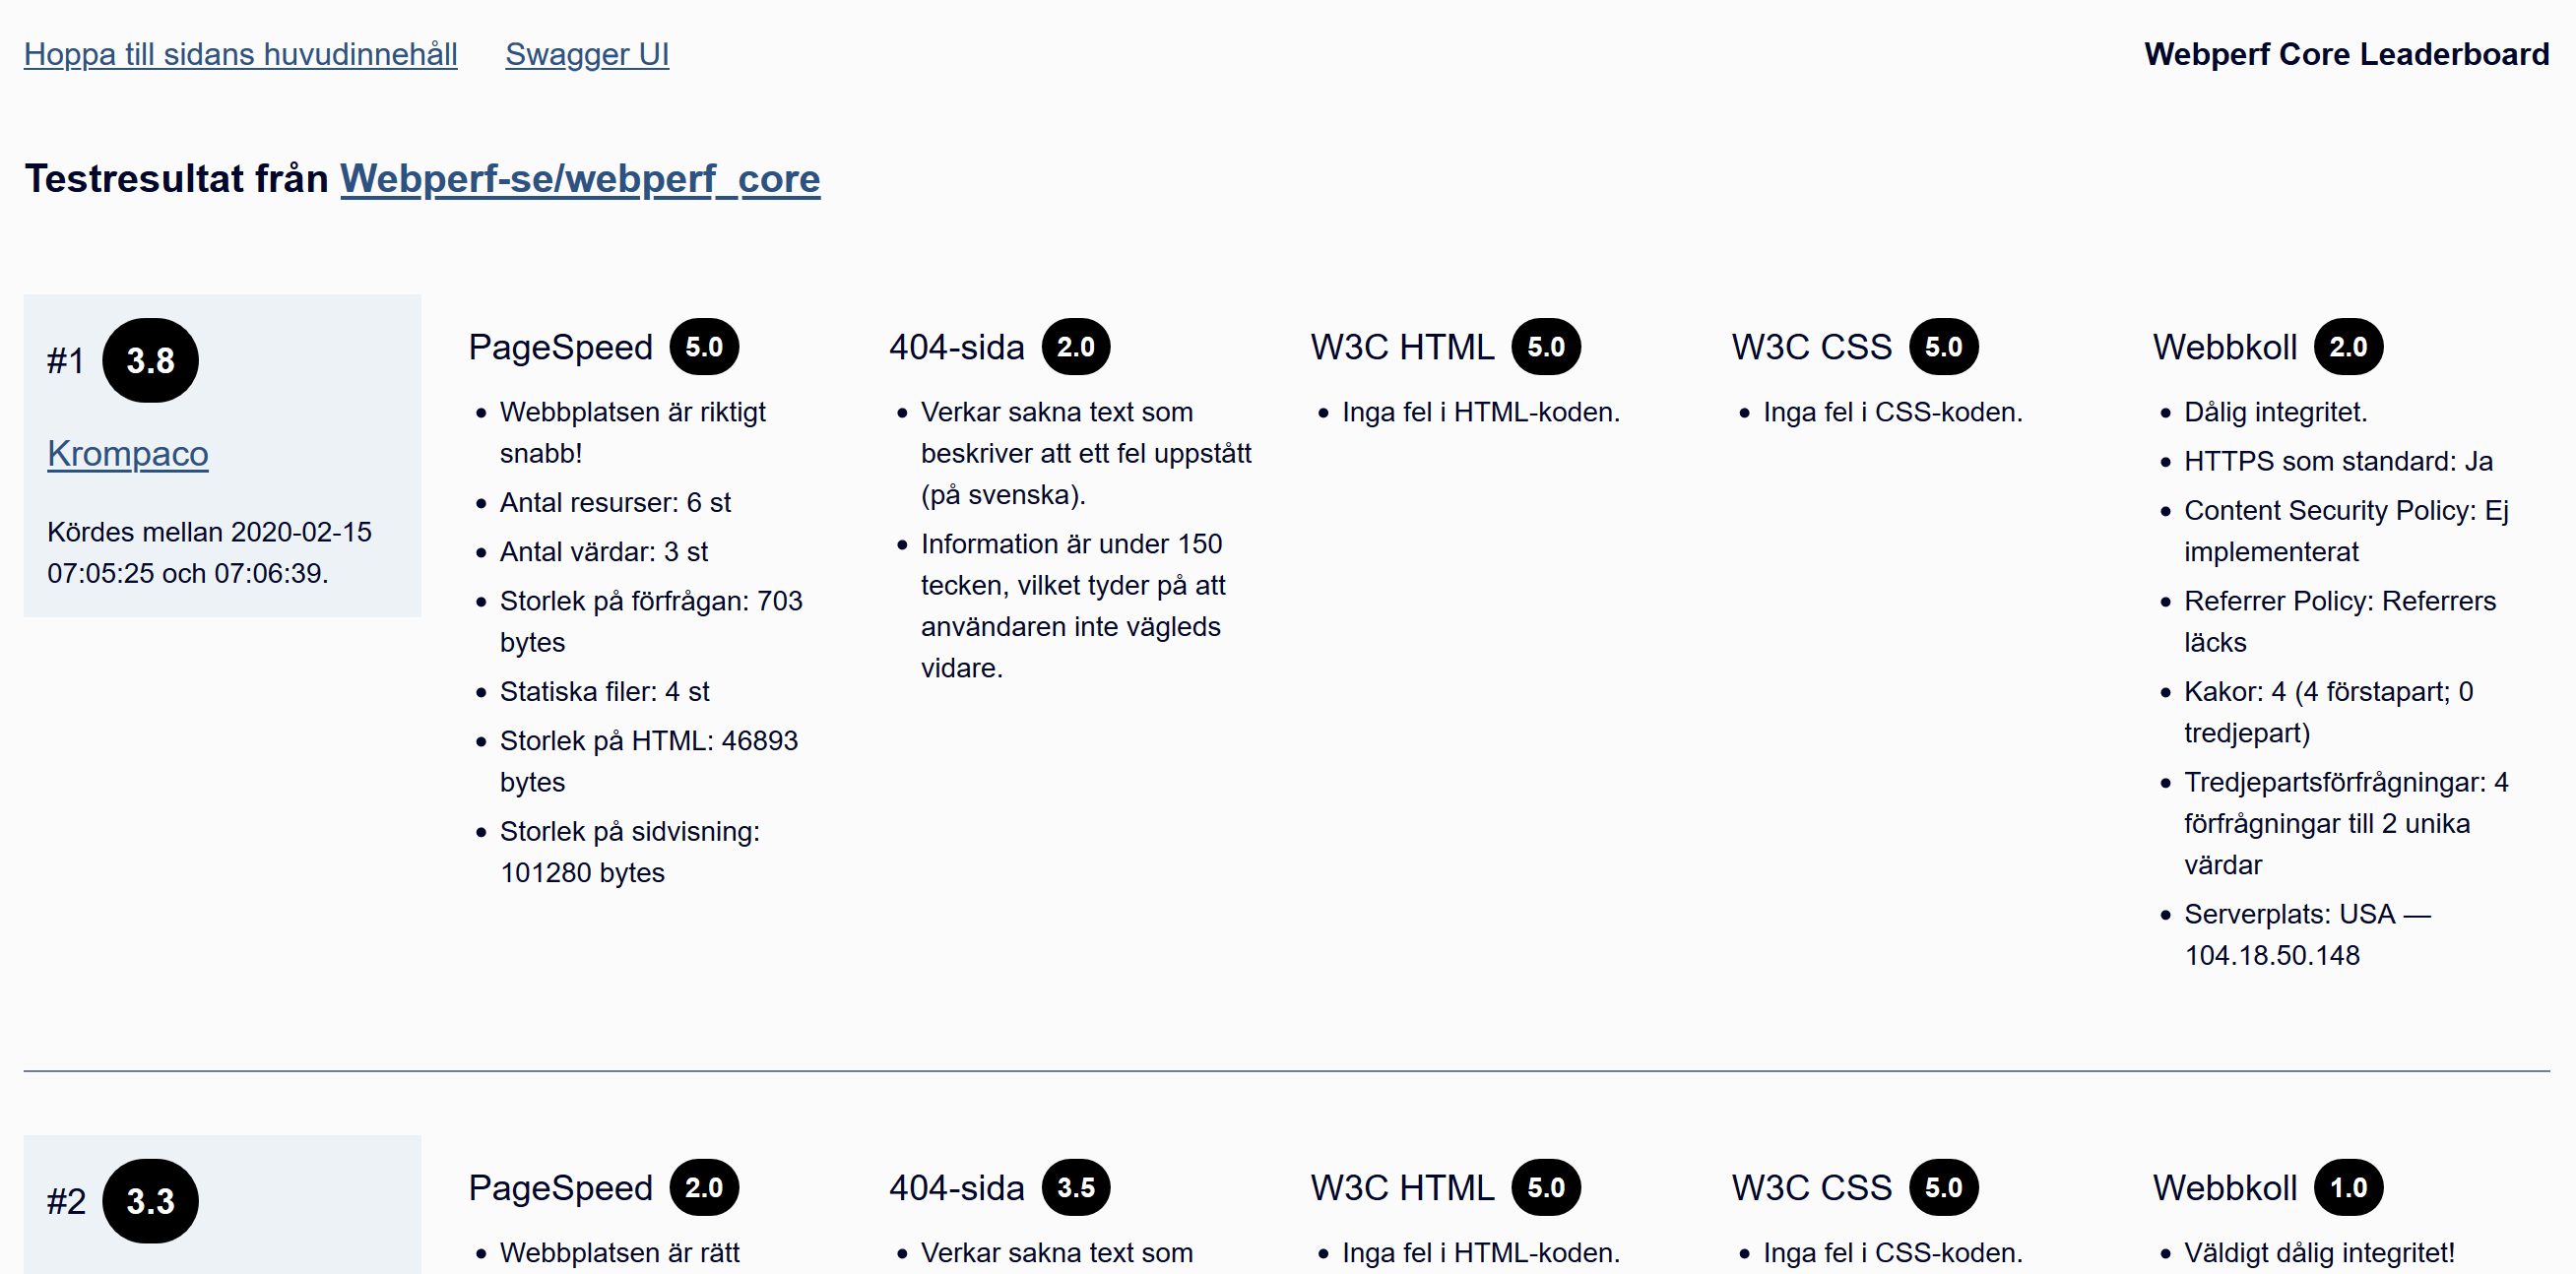 Hoppa till sidans huvudinnehåll
Swagger UI
Webperf Core Leaderboard
Testresultat från Webperf-se/webperf_core
#1 3.8
Krompaco
Kördes mellan 2020-02-15
07:05:25 och 07:06:39.
PageSpeed 5.0
Webbplatsen är riktigt
snabb!
Antal resurser: 6 st
Antal värdar: 3 st
Storlek på förfrågan: 703
bytes
Statiska filer: 4 st
Storlek på HTML: 46893
bytes
Storlek på sidvisning:
101280 bytes
404-sida 2.0
Verkar sakna text som
beskriver att ett fel uppstått
(på svenska).
Information är under 150
tecken, vilket tyder på att
användaren inte vägleds
vidare.
W3C HTML 5.0
Inga fel i HTML-koden.
W3C CSS 5.0
Inga fel i CSS-koden.
Webbkoll 2.0
Dålig integritet.
HTTPS som standard: Ja
Content Security Policy: Ej
implementerat
Referrer Policy: Referrers
läcks
Kakor: 4 (4 förstapart; 0
tredjepart)
Tredjepartsförfrågningar: 4
förfrågningar till 2 unika
värdar
Serverplats: USA —
104.18.50.148
#2 3.3
PageSpeed 2.0
Webbplatsen är rätt
404-sida 3.5
Verkar sakna text som
W3C HTML 5.0
Inga fel i HTML-koden.
W3C CSS 5.0
Inga fel i CSS-koden.
Webbkoll 1.0
Väldigt dålig integritet!